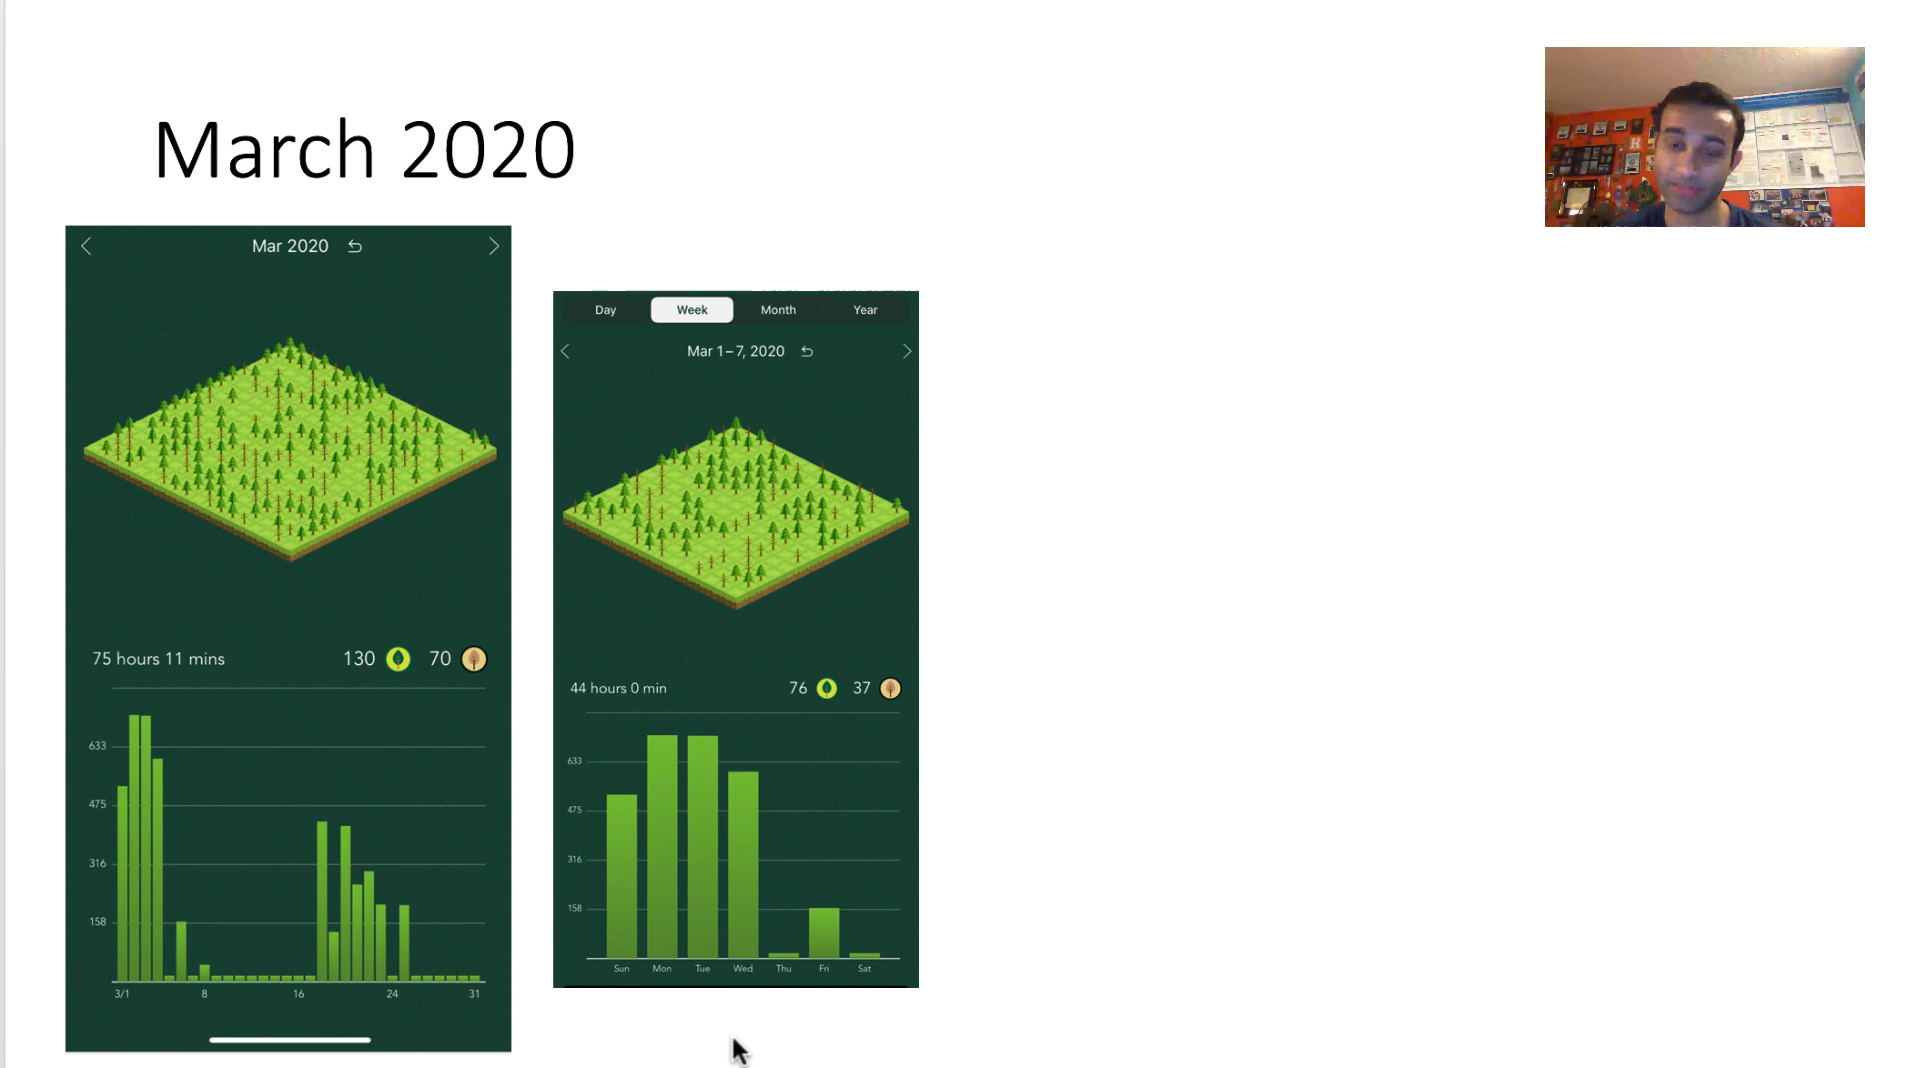 March 2020
Mar 2020
75 hours 11 mins 130 70
633
475
316
158
3/1 8 16 24 31
Day Week Month Year
Mar 1–7, 2020
44 hours 0 min 76 37
633
475
316
158
Sun Mon Tue Wed Thu Fri Sat
H